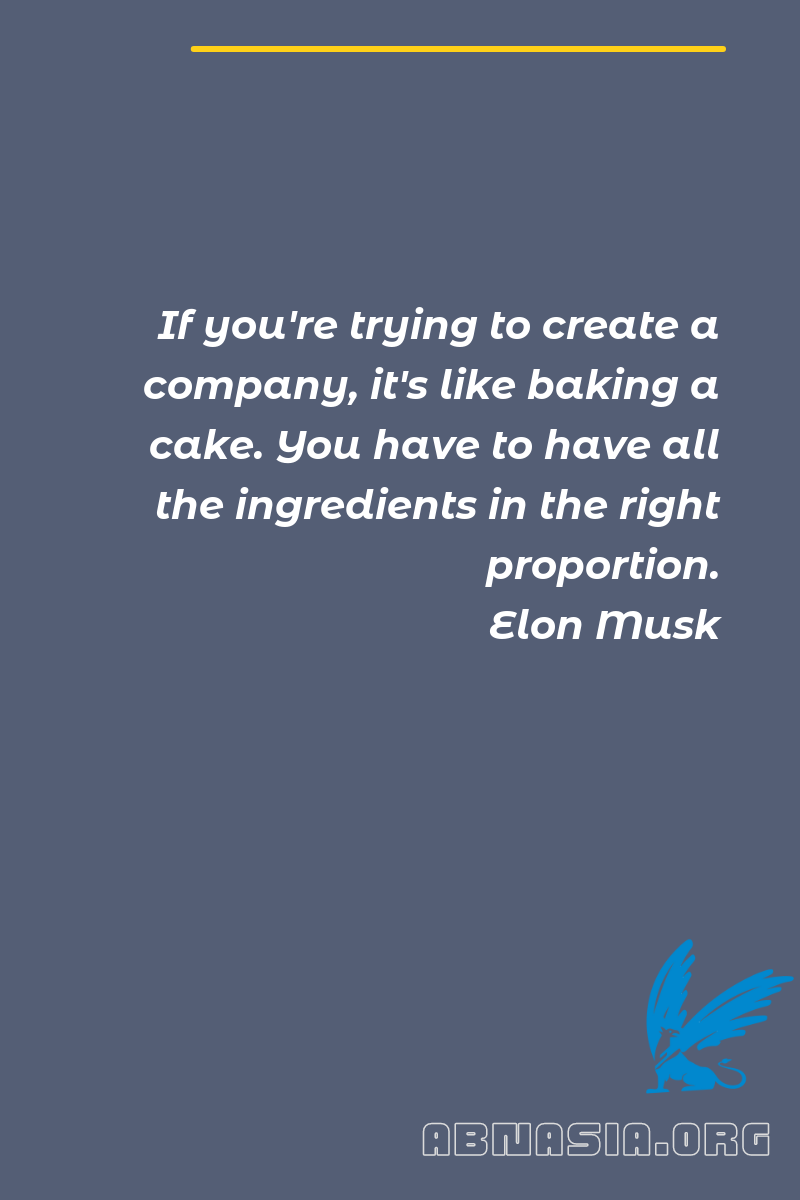 If you're trying to create a
company, it's like baking a
cake. You have to have all
the ingredients in the right
proportion.
Elon Musk
ABNASIA.ORG